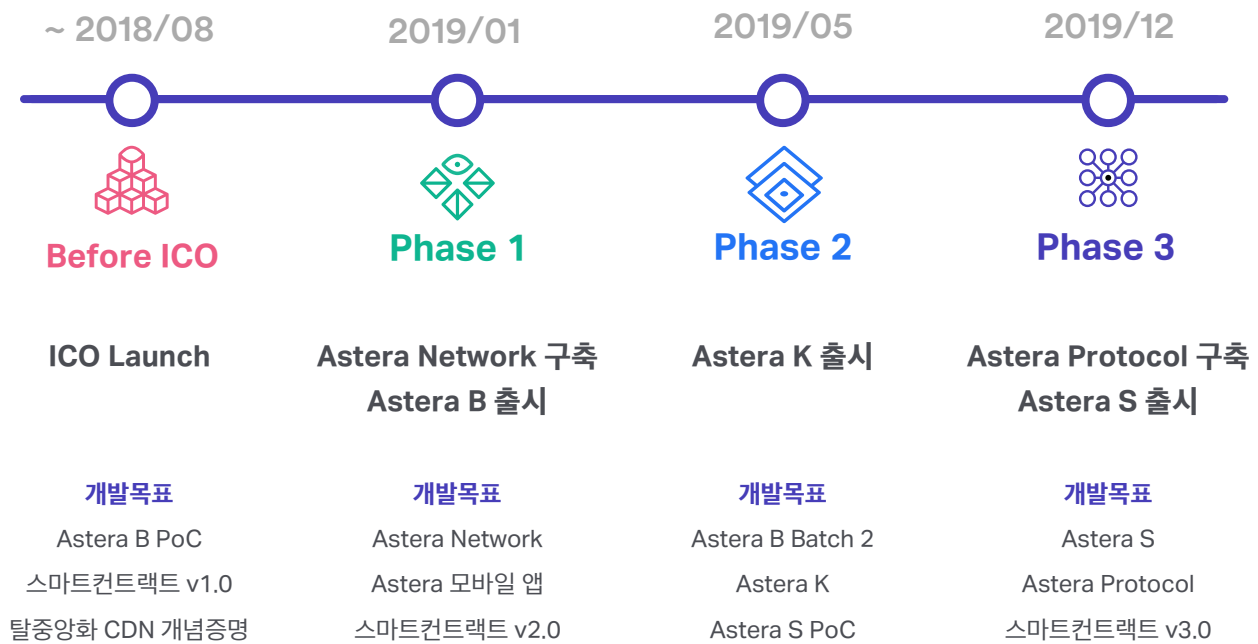 ~ 2018/08
2019/01
2019/05
2019/12
Before ICO
Phase 1
Phase 2
Phase 3
ICO Launch
Astera Network 구축
Astera B 출시
Astera K 출시
Astera Protocol 구축
Astera S 출시
개발목표
Astera B PoC
스마트컨트랙트 v1.0
탈중앙화 CDN 개념증명
개발목표
Astera Network
Astera 모바일 앱
스마트컨트랙트 v2.0
개발목표
Astera B Batch 2
Astera K
Astera S PoC
개발목표
Astera S
Astera Protocol
스마트컨트랙트 v3.0